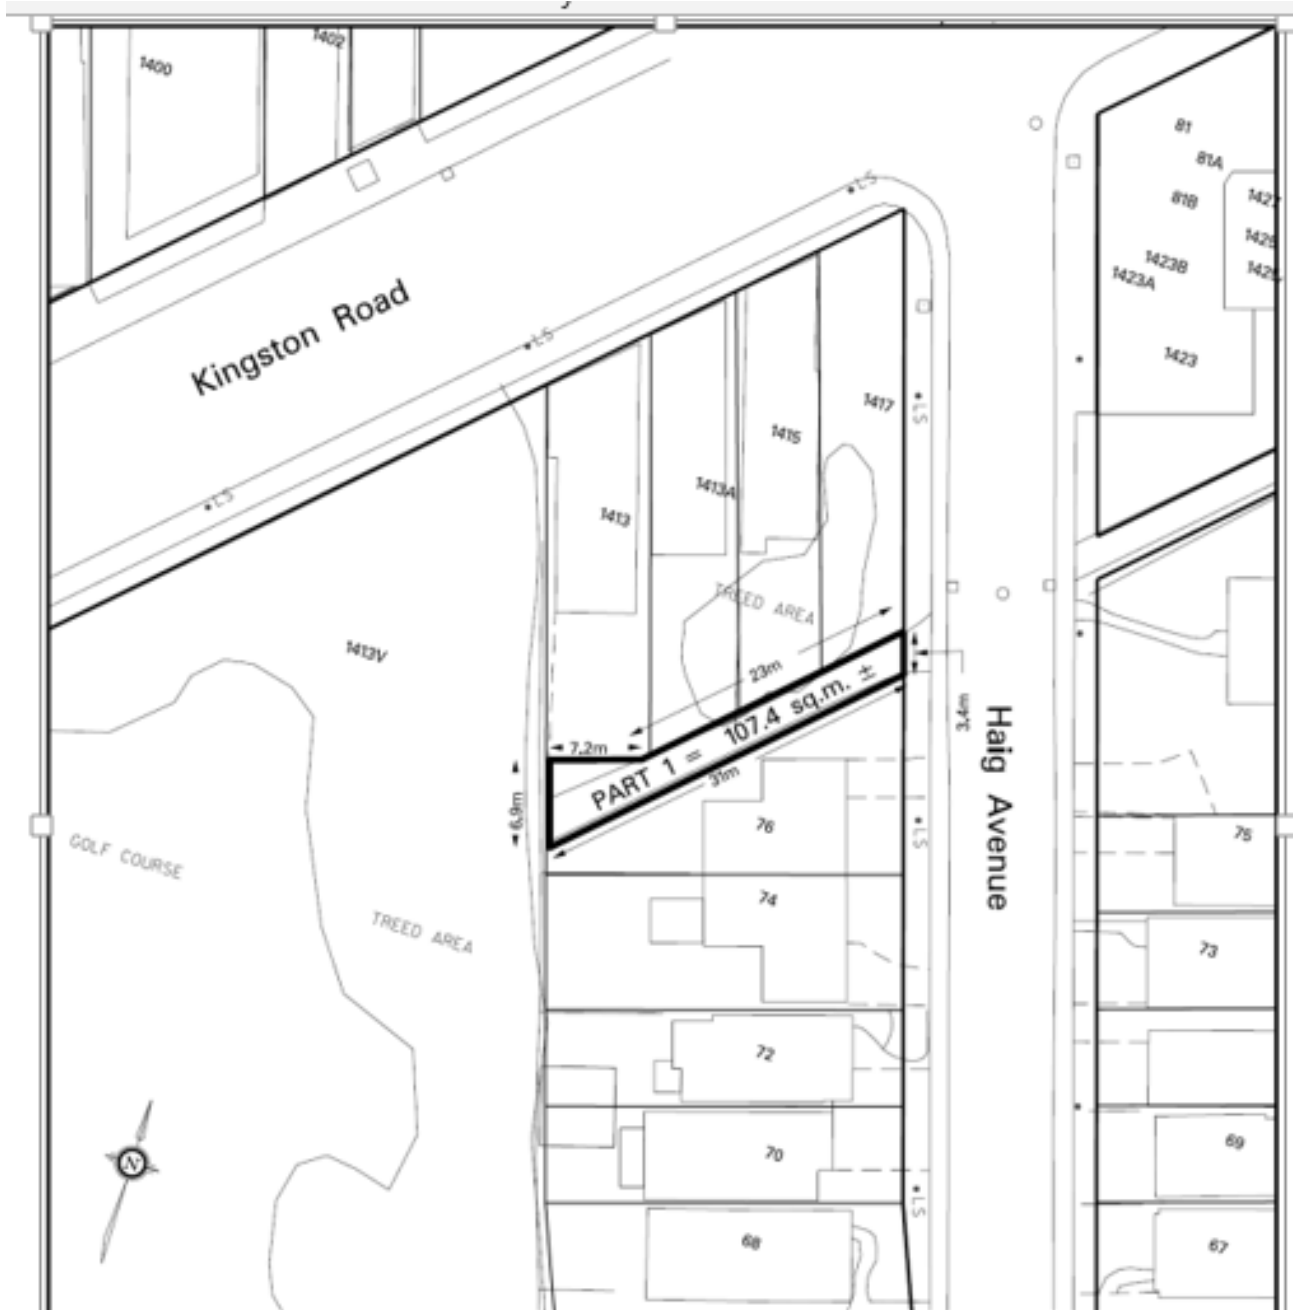 1400
1402
81
81A
81B
1427
1423B
1423A
1423
LS
Kingston Road
LS
LS
LS
1417
1415
1413A
1413
TREED AREA
1413V
23m
PART 1 = 107.4 sq.m. ±
7.2m
31m
6.9m
3.4m
Haig Avenue
GOLF COURSE
TREED AREA
76
LS
75
74
73
72
70
69
LS
68
67
N